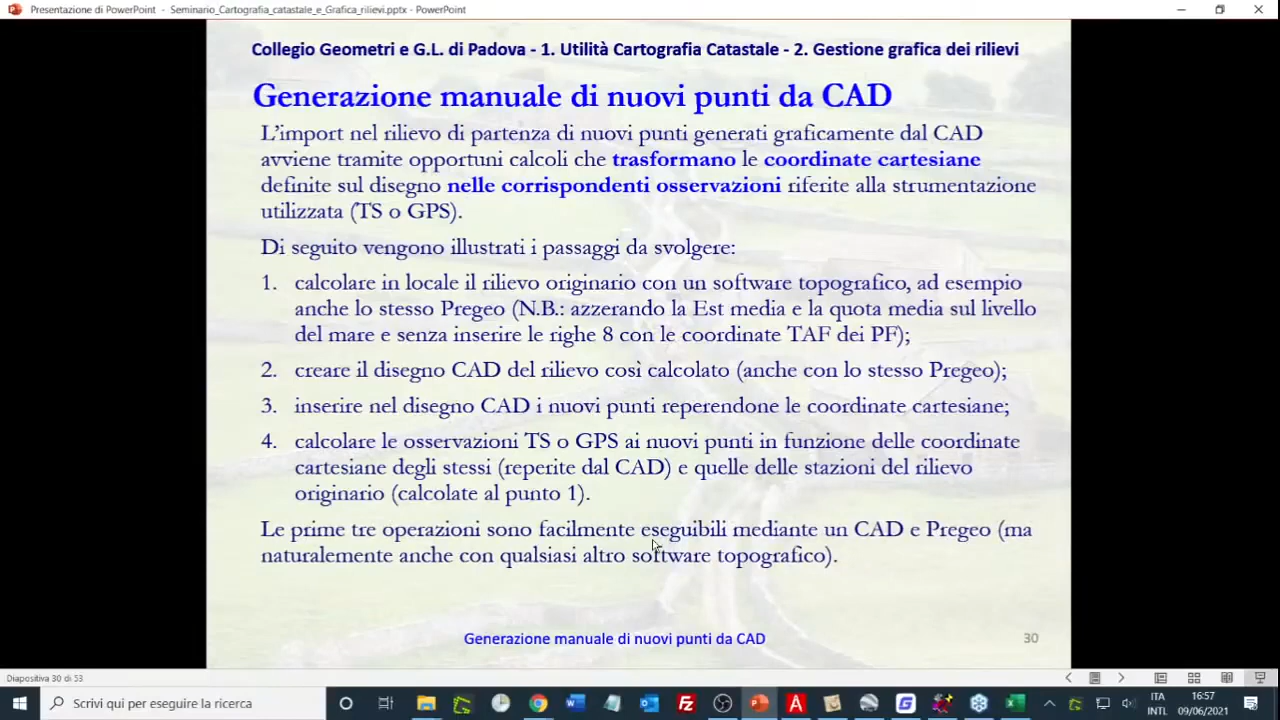 Presentazione di PowerPoint - Seminario_Cartografia_catastale_e_Grafica_rilievi.pptx - PowerPoint
Collegio Geometri e G.L. di Padova - 1. Utilità Cartografia Catastale - 2. Gestione grafica dei rilievi
Generazione manuale di nuovi punti da CAD
L'import nel rilievo di partenza di nuovi punti generati graficamente dal CAD
avviene tramite opportuni calcoli che trasformano le coordinate cartesiane
definite sul disegno nelle corrispondenti osservazioni riferite alla strumentazione
utilizzata (TS o GPS).
Di seguito vengono illustrati i passaggi da svolgere:
1. calcolare in locale il rilievo originario con un software topografico, ad esempio
anche lo stesso Pregeo (N.B.: azzerando la Est media e la quota media sul livello
del mare e senza inserire le righe 8 con le coordinate TAF dei PF);
2. creare il disegno CAD del rilievo così calcolato (anche con lo stesso Pregeo);
3. inserire nel disegno CAD i nuovi punti reperendone le coordinate cartesiane;
4. calcolare le osservazioni TS o GPS ai nuovi punti in funzione delle coordinate
cartesiane degli stessi (reperite dal CAD) e quelle delle stazioni del rilievo
originario (calcolate al punto 1).
Le prime tre operazioni sono facilmente eseguibili mediante un CAD e Pregeo (ma
naturalmente anche con qualsiasi altro software topografico).
Generazione manuale di nuovi punti da CAD
30
Diapositiva 30 di 53
Scrivi qui per eseguire la ricerca
ITA
INTL
16:57
09/06/2021